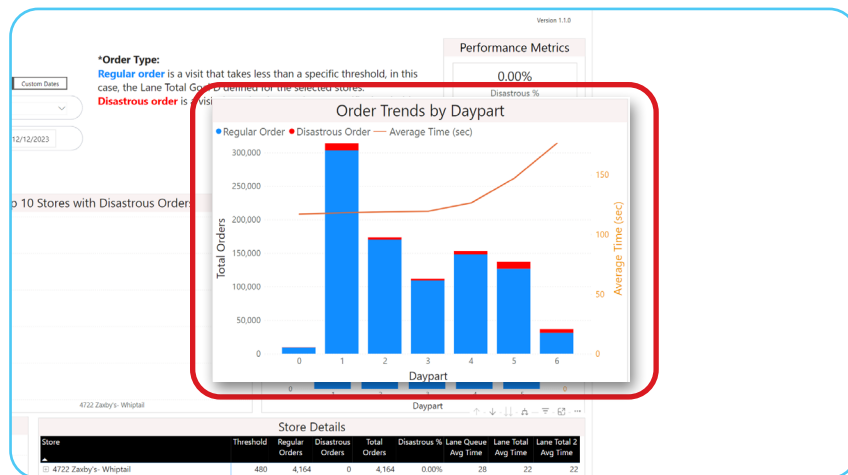 Version 1.1.0
Performance Metrics
*Order Type:
Regular order is a visit that takes less than a specific threshold, in this
case, the Lane Total Goal D defined for the selected stores.
Disastrous order is a visi
Custom Dates
0.00%
Disastrous %
12/12/2023
Order Trends by Daypart
Regular Order Disastrous Order Average Time (sec)
300,000
250,000
200,000
150,000
100,000
50,000
0
Total Orders
150
100
50
0
Average Time (sec)
0 1 2 3 4 5 6
Daypart
10 Stores with Disastrous Orders
4722 Zaxby's- Whiptail
0
0
Daypart
Store Details
Store Threshold Regular Orders Disastrous Orders Total Orders Disastrous % Lane Queue Avg Time Lane Total Avg Time Lane Total 2 Avg Time
4722 Zaxby's- Whiptail 480 4,164 0 4,164 0.00% 28 22 22